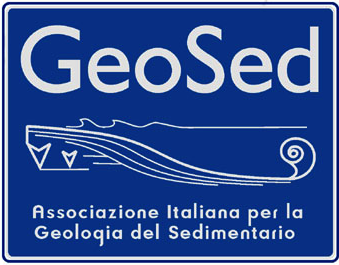 GeoSed
Associazione Italiana per la
Geologia del Sedimentario